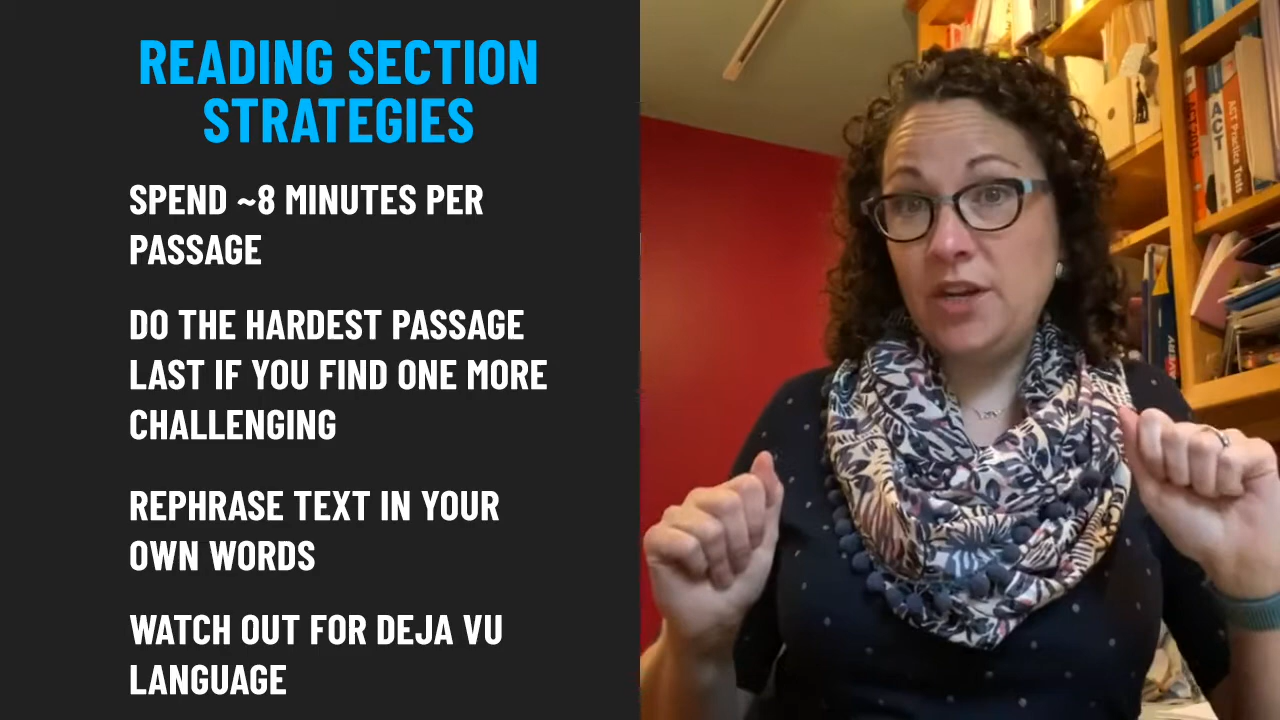 READING SECTION
STRATEGIES
SPEND ~8 MINUTES PER
PASSAGE
DO THE HARDEST PASSAGE
LAST IF YOU FIND ONE MORE
CHALLENGING
REPHRASE TEXT IN YOUR
OWN WORDS
WATCH OUT FOR DEJA VU
LANGUAGE
ACT
ACT Practice Tests
AVERY